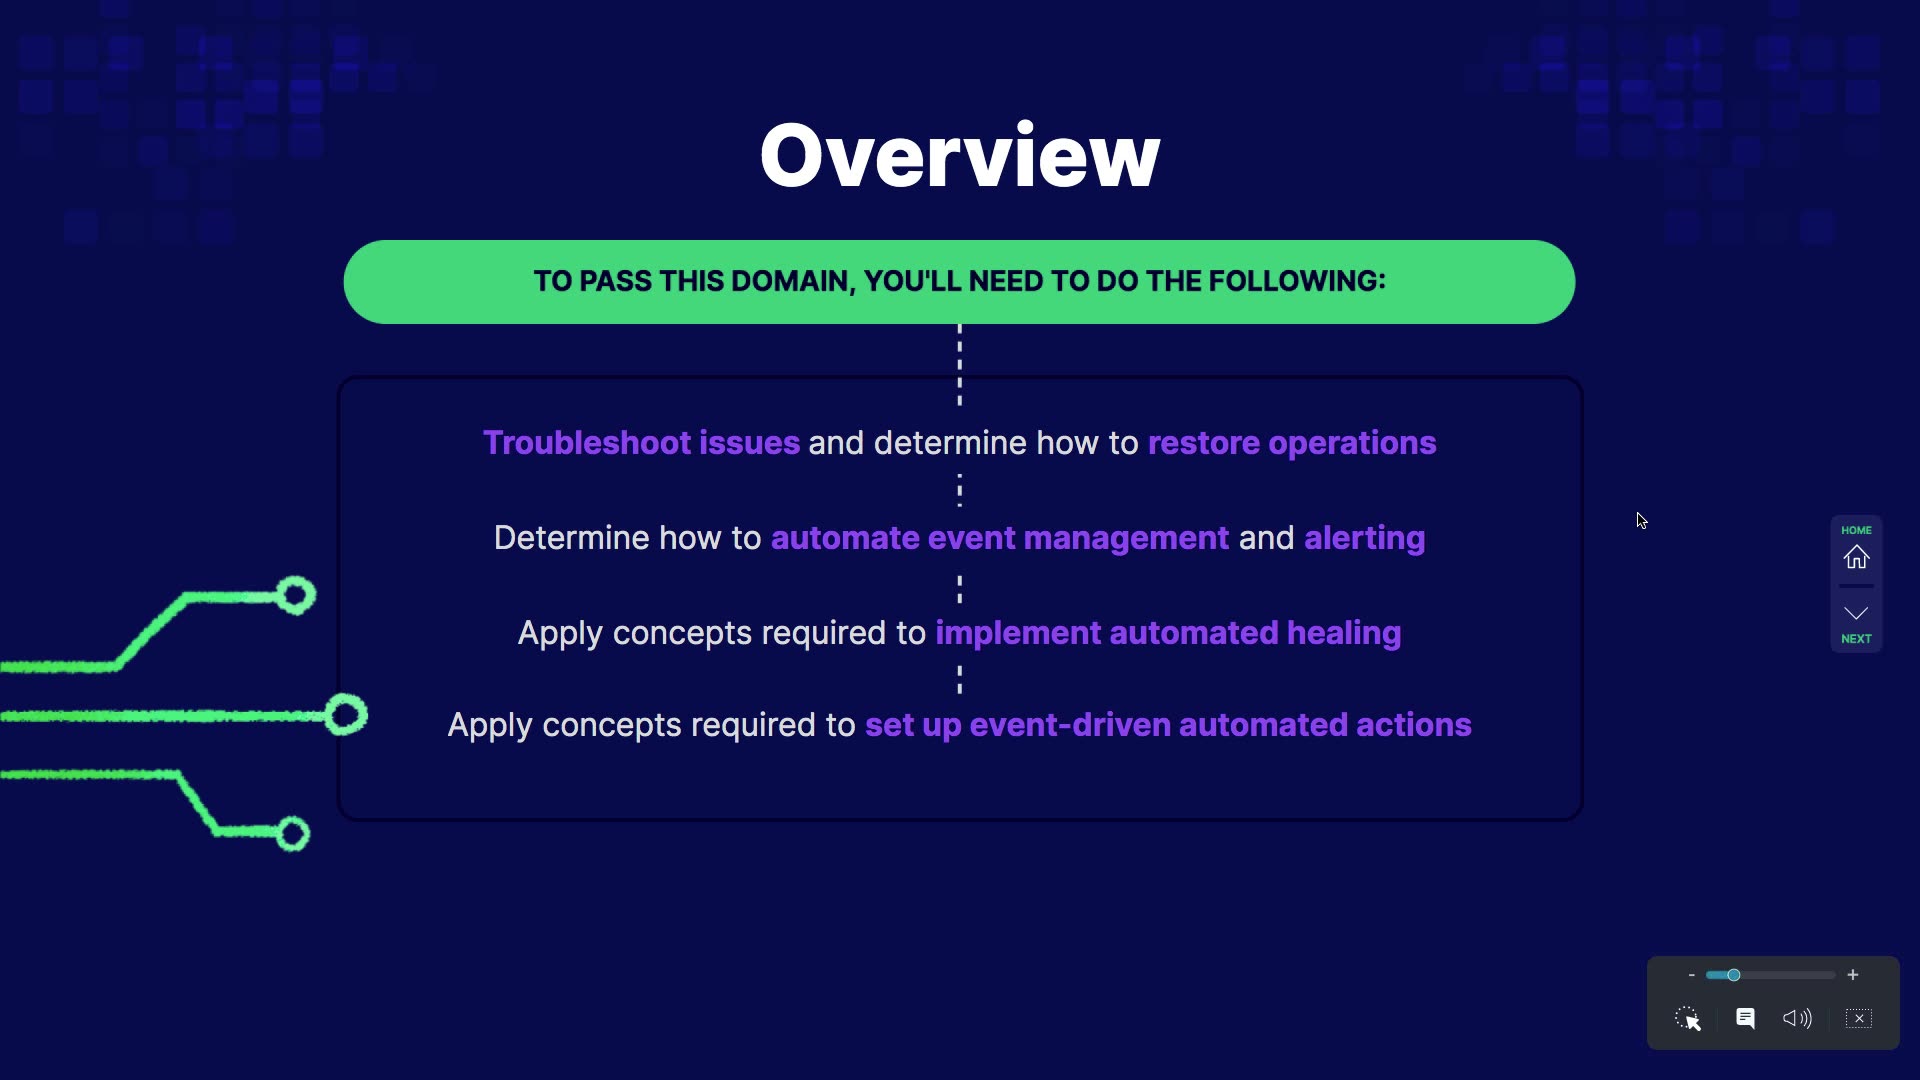 Overview
TO PASS THIS DOMAIN, YOU'LL NEED TO DO THE FOLLOWING:
Troubleshoot issues and determine how to restore operations
Determine how to automate event management and alerting
Apply concepts required to implement automated healing
Apply concepts required to set up event-driven automated actions
HOME
NEXT
- +